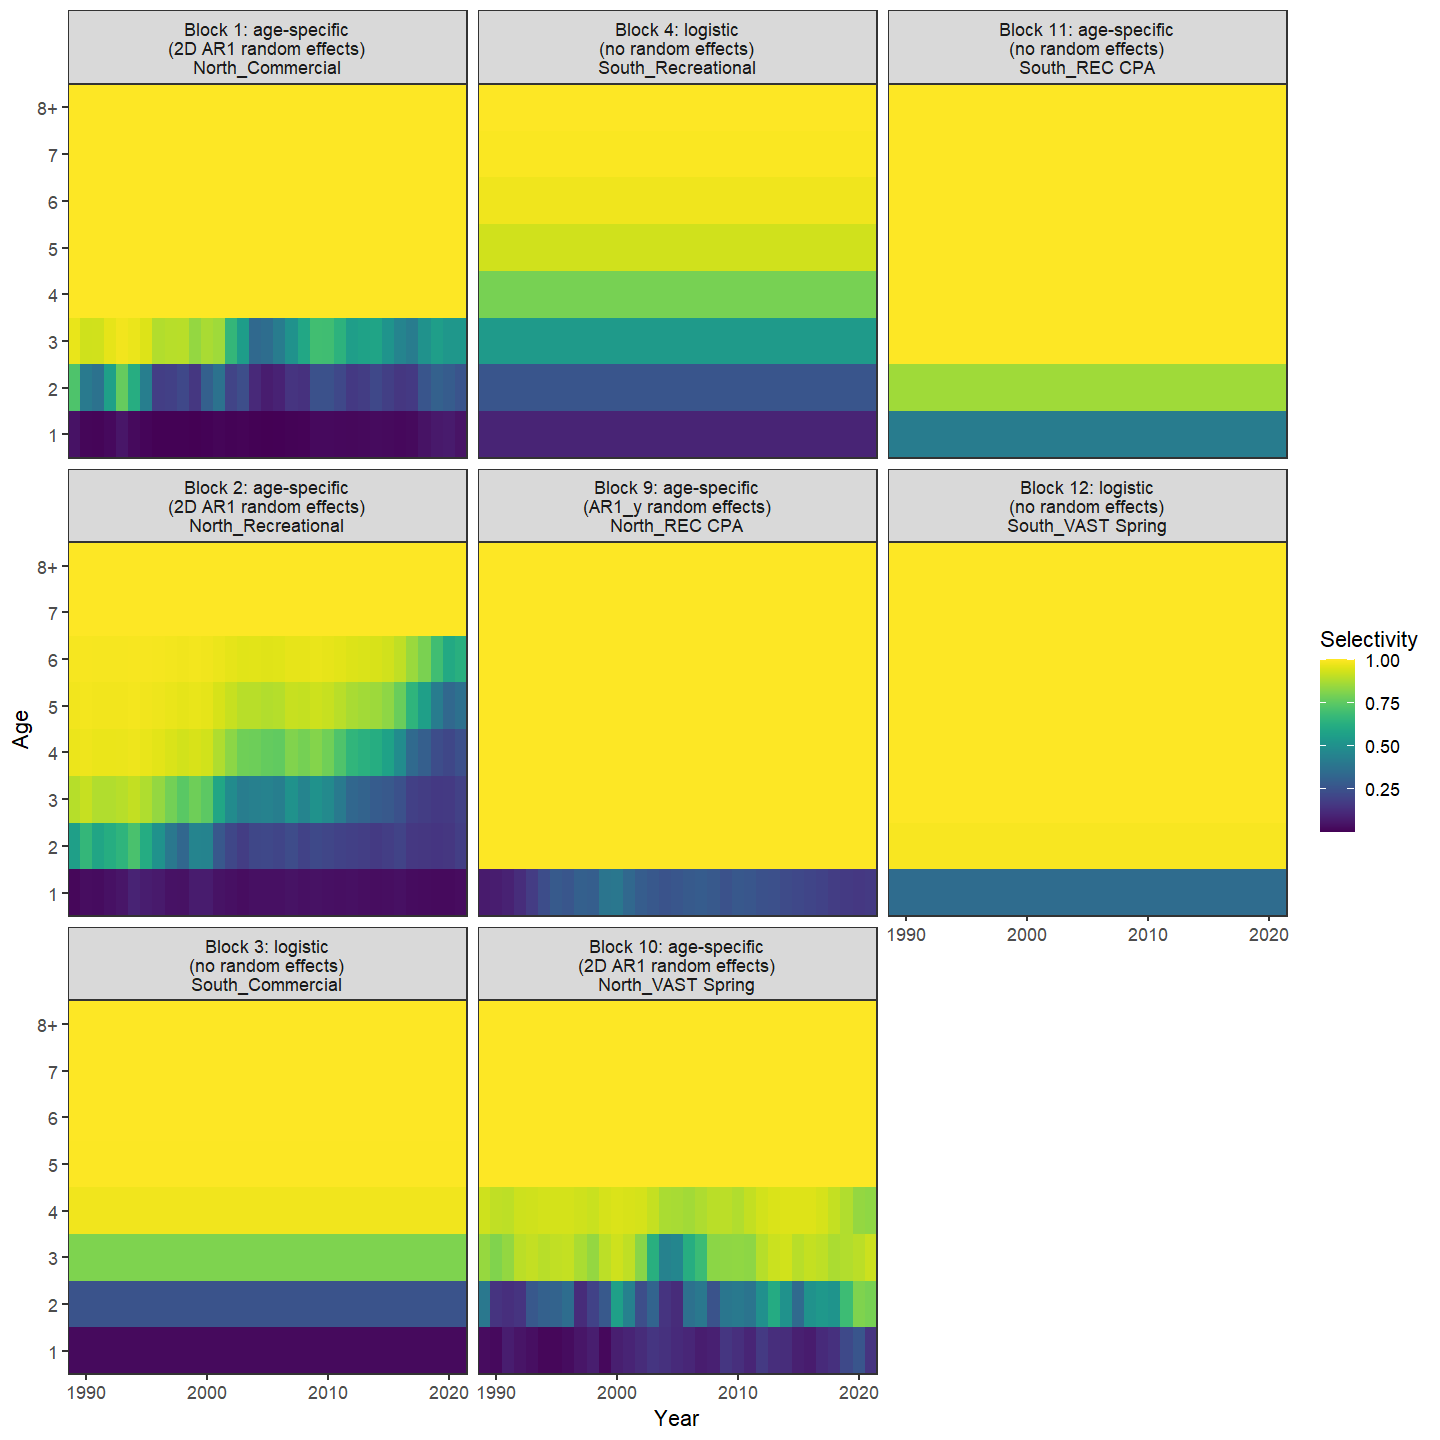 Block 1: age-specific
(2D AR1 random effects)
North_Commercial
Block 4: logistic
(no random effects)
South_Recreational
Block 11: age-specific
(no random effects)
South_REC CPA
8+
7
6
5
4
3
2
1
Block 2: age-specific
(2D AR1 random effects)
North_Recreational
Block 9: age-specific
(AR1_y random effects)
North_REC CPA
Block 12: logistic
(no random effects)
South_VAST Spring
8+
7
6
5
4
3
2
1
Age
1990 2000 2010 2020
Selectivity
1.00
0.75
0.50
0.25
Block 3: logistic
(no random effects)
South_Commercial
Block 10: age-specific
(2D AR1 random effects)
North_VAST Spring
8+
7
6
5
4
3
2
1
1990 2000 2010 2020
1990 2000 2010 2020
Year